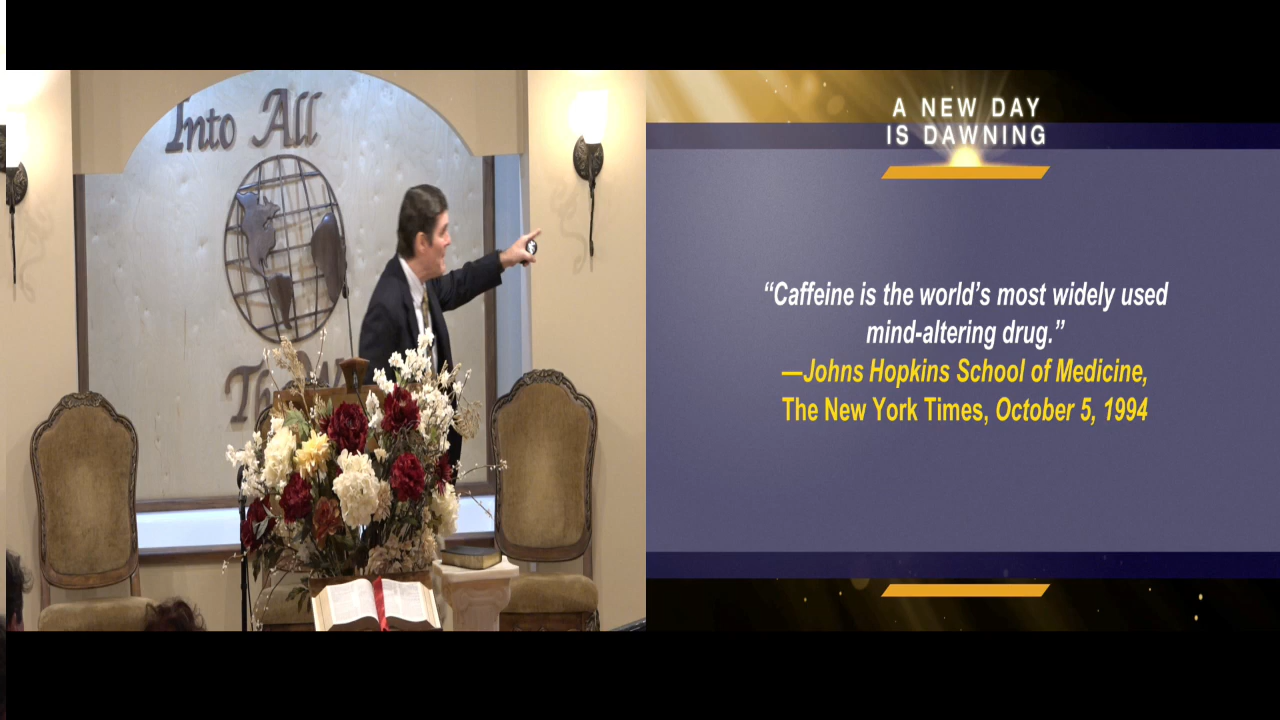 Into All
The
A NEW DAY
IS DAWNING
“Caffeine is the world’s most widely used
mind-altering drug.”
—Johns Hopkins School of Medicine,
The New York Times, October 5, 1994